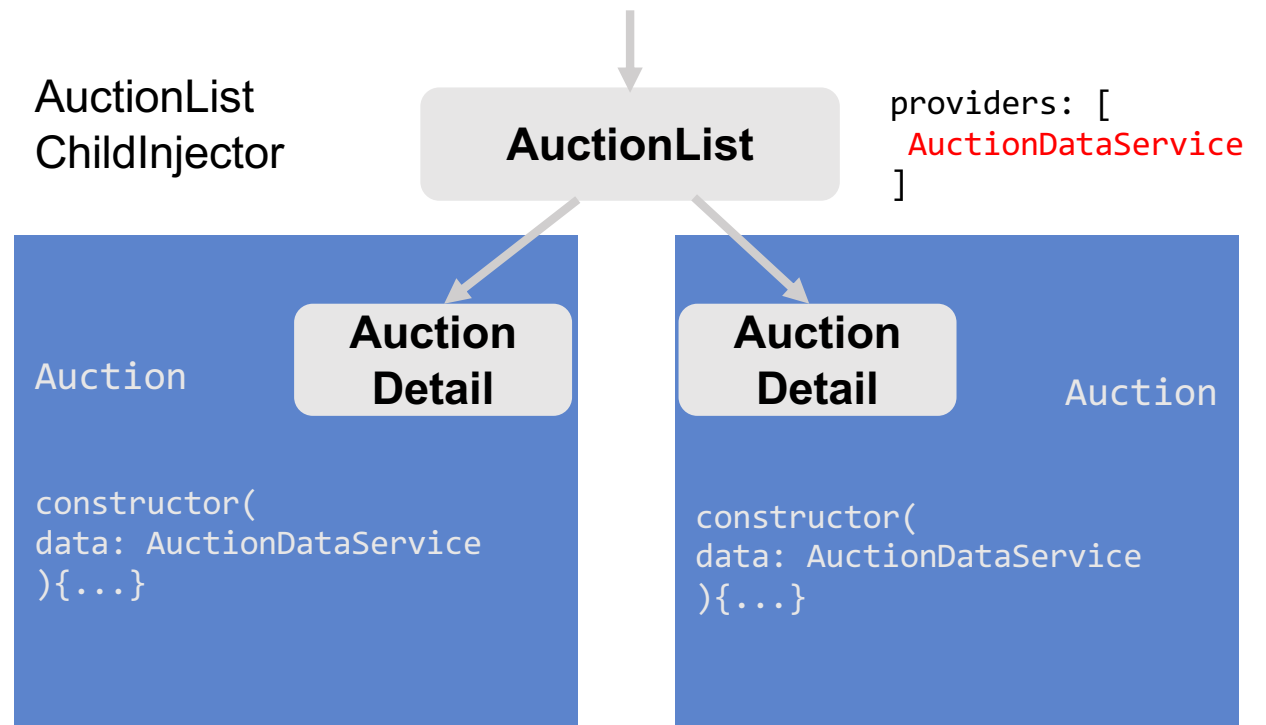 AuctionList
ChildInjector
AuctionList
providers: [
AuctionDataService
]
Auction
Auction
Detail
constructor(
data: AuctionDataService
){...}
Auction
Detail
Auction
constructor(
data: AuctionDataService
){...}